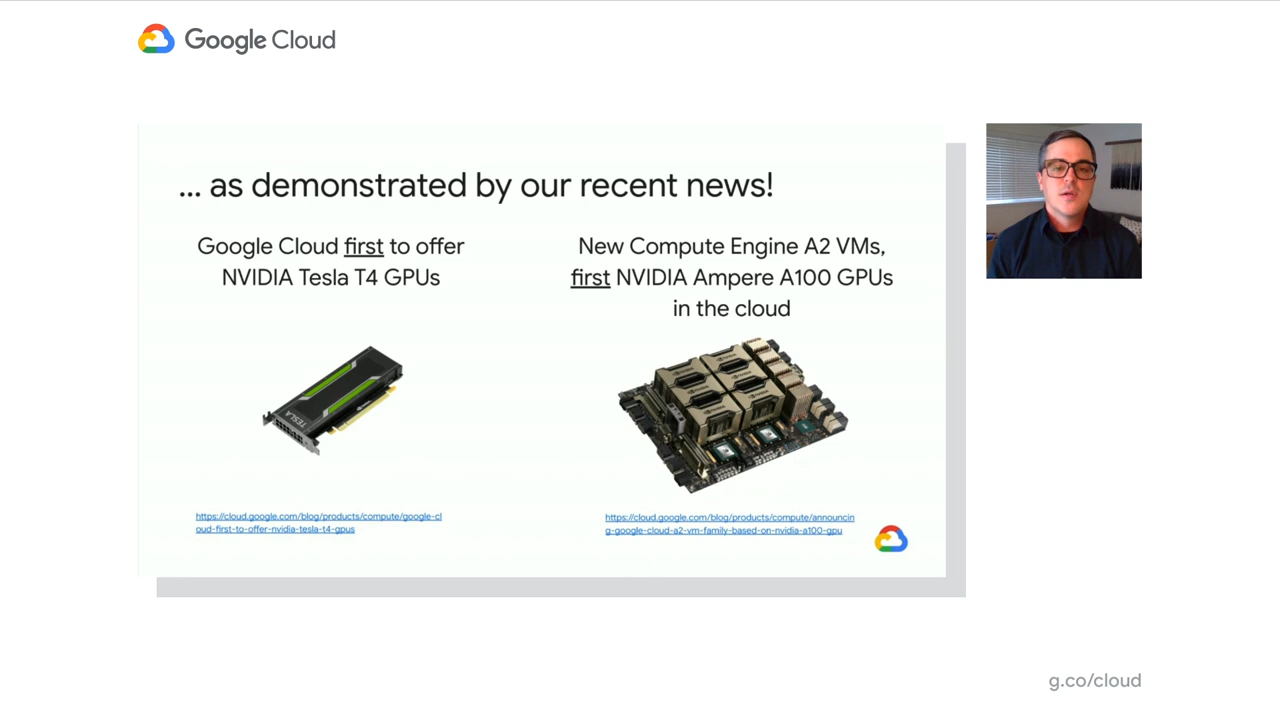 Google Cloud
... as demonstrated by our recent news!
Google Cloud first to offer
NVIDIA Tesla T4 GPUs
New Compute Engine A2 VMs,
first NVIDIA Ampere A100 GPUs
in the cloud
TESLA
https://cloud.google.com/blog/products/compute/google-cl
oud-first-to-offer-nvidia-tesla-t4-gpus
https://cloud.google.com/blog/products/compute/announcin
g-google-cloud-a2-vm-family-based-on-nvidia-a100-gpu
g.co/cloud